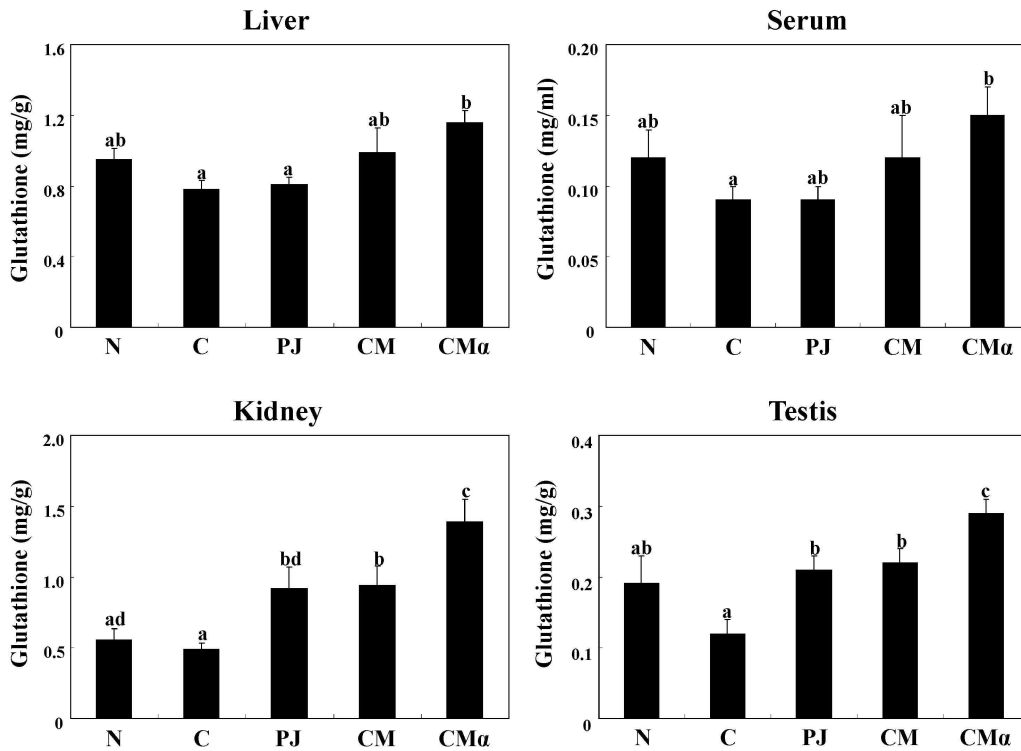 Liver
Glutathione (mg/g)
1.6
1.2
0.8
0.4
0
ab
a
a
ab
b
N C PJ CM CMα
Serum
Glutathione (mg/ml)
0.20
0.15
0.10
0.05
0.00
ab
a
ab
ab
b
N C PJ CM CMα
Kidney
Glutathione (mg/g)
2.0
1.5
1.0
0.5
0
ad
a
bd
b
c
N C PJ CM CMα
Testis
Glutathione (mg/g)
0.4
0.3
0.2
0.1
0
ab
a
b
b
c
N C PJ CM CMα